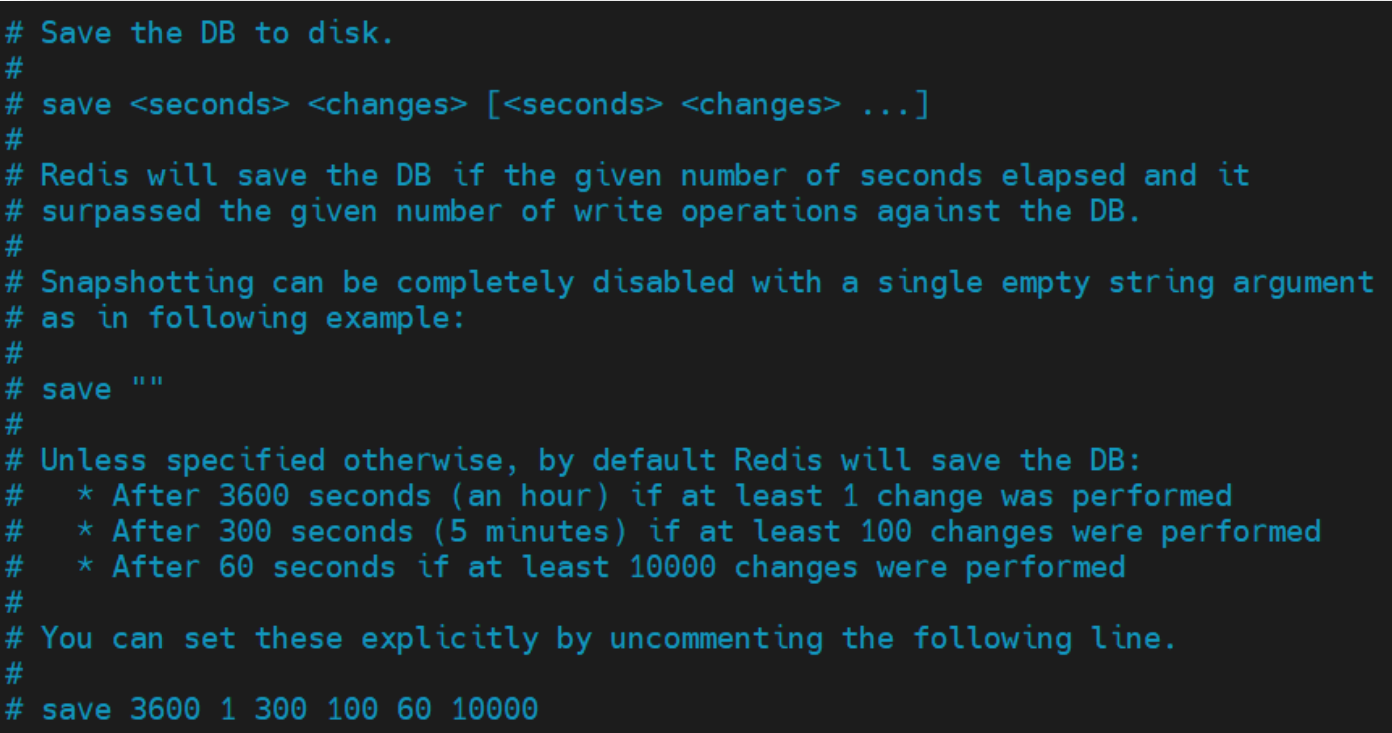 # Save the DB to disk.
#
# save <seconds> <changes> [<seconds> <changes> ...]
#
# Redis will save the DB if the given number of seconds elapsed and it
# surpassed the given number of write operations against the DB.
#
# Snapshotting can be completely disabled with a single empty string argument
# as in following example:
#
# save ""
#
# Unless specified otherwise, by default Redis will save the DB:
#   * After 3600 seconds (an hour) if at least 1 change was performed
#   * After 300 seconds (5 minutes) if at least 100 changes were performed
#   * After 60 seconds if at least 10000 changes were performed
#
# You can set these explicitly by uncommenting the following line.
#
# save 3600 1 300 100 60 10000